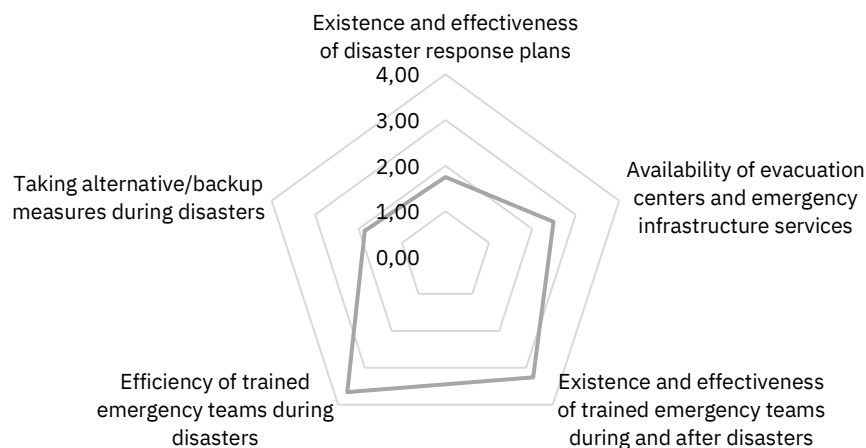 Existence and effectiveness
of disaster response plans
4,00
3,00
2,00
1,00
0,00
Availability of evacuation
centers and emergency
infrastructure services
Existence and effectiveness
of trained emergency teams
during and after disasters
Efficiency of trained
emergency teams during
disasters
Taking alternative/backup
measures during disasters